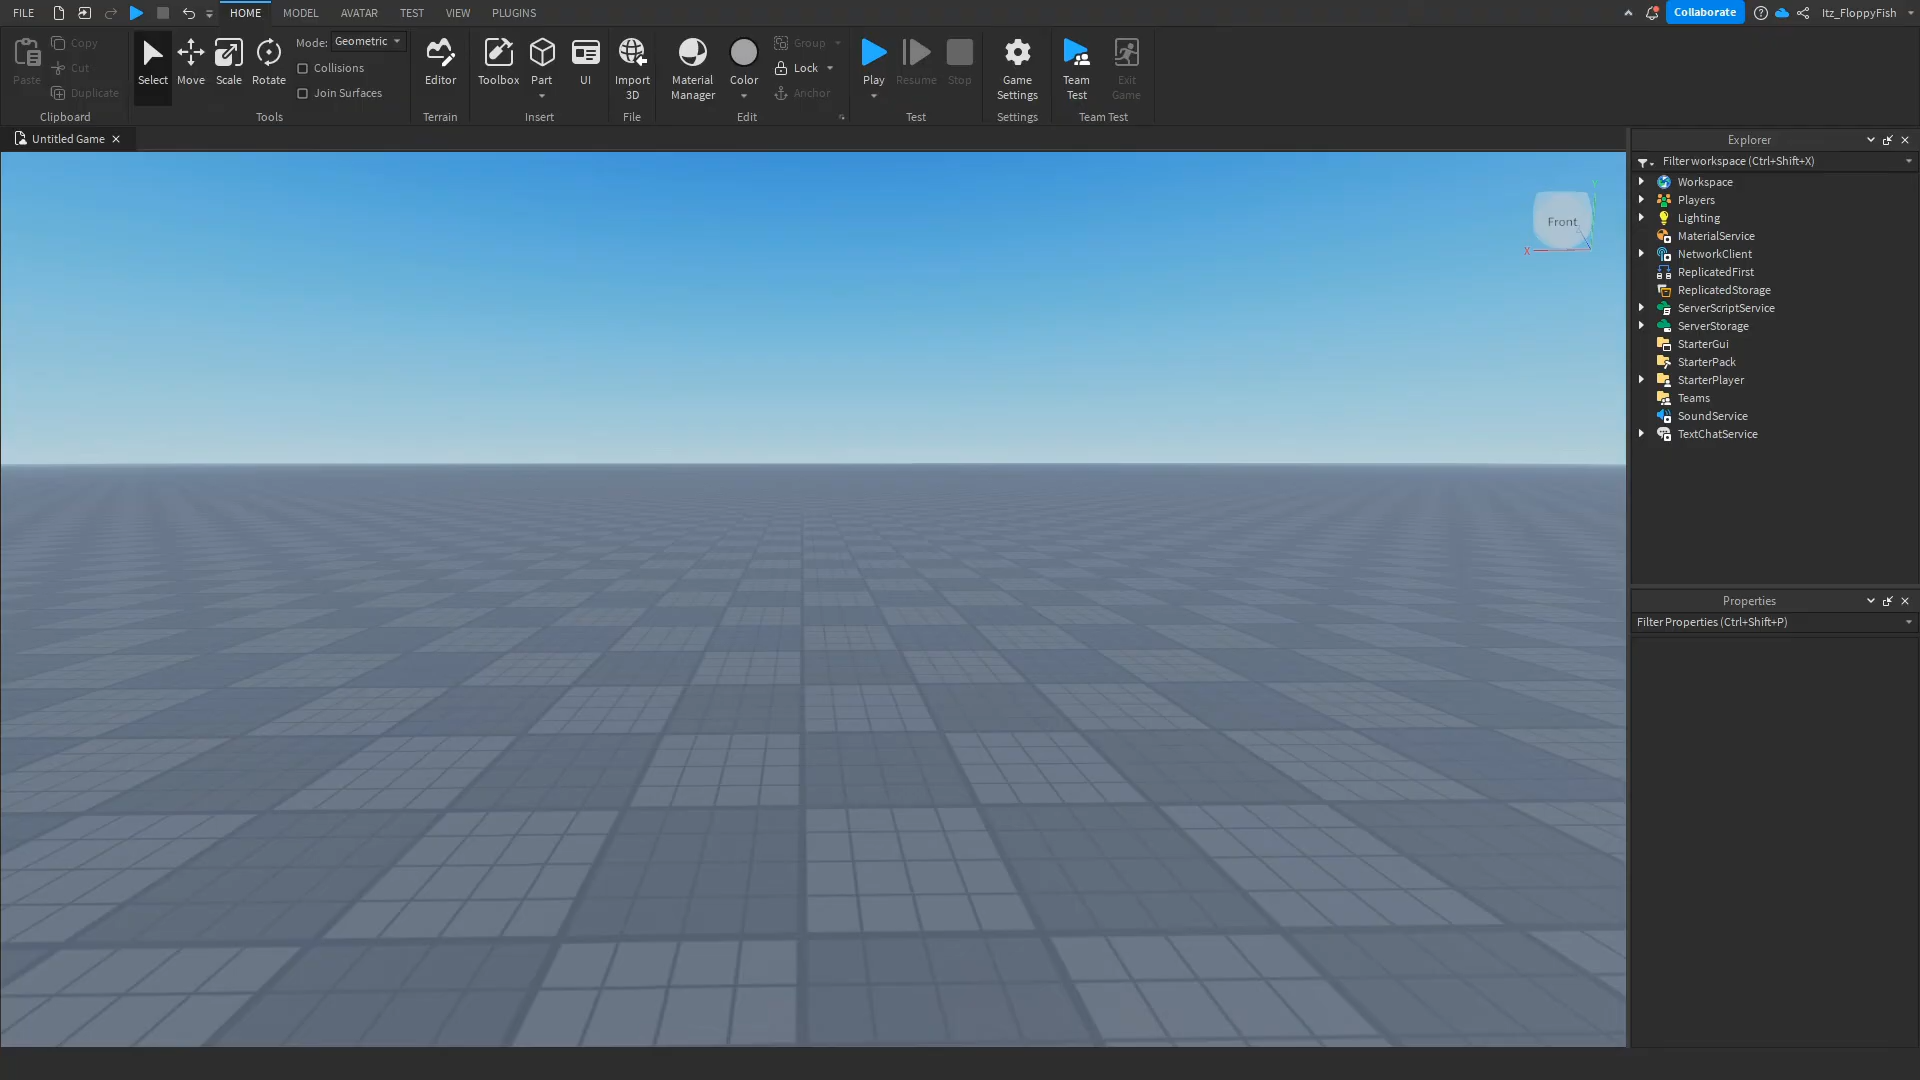 FILE HOME MODEL AVATAR TEST VIEW PLUGINS Collaborate Itz_FloppyFish
Paste Copy Cut Duplicate
Clipboard
Select Move Scale Rotate
Mode: Geometric
Collisions
Join Surfaces
Tools
Editor
Terrain
Toolbox Part UI
Insert
Import 3D
File
Material Manager Color
Group
Lock
Anchor
Edit
Play Resume Stop
Test
Game Settings
Settings
Team Test Exit Game
Team Test
Untitled Game
Front
X
Y
Explorer
Filter workspace (Ctrl+Shift+X)
Workspace
Players
Lighting
MaterialService
NetworkClient
ReplicatedFirst
ReplicatedStorage
ServerScriptService
ServerStorage
StarterGui
StarterPack
StarterPlayer
Teams
SoundService
TextChatService
Properties
Filter Properties (Ctrl+Shift+P)